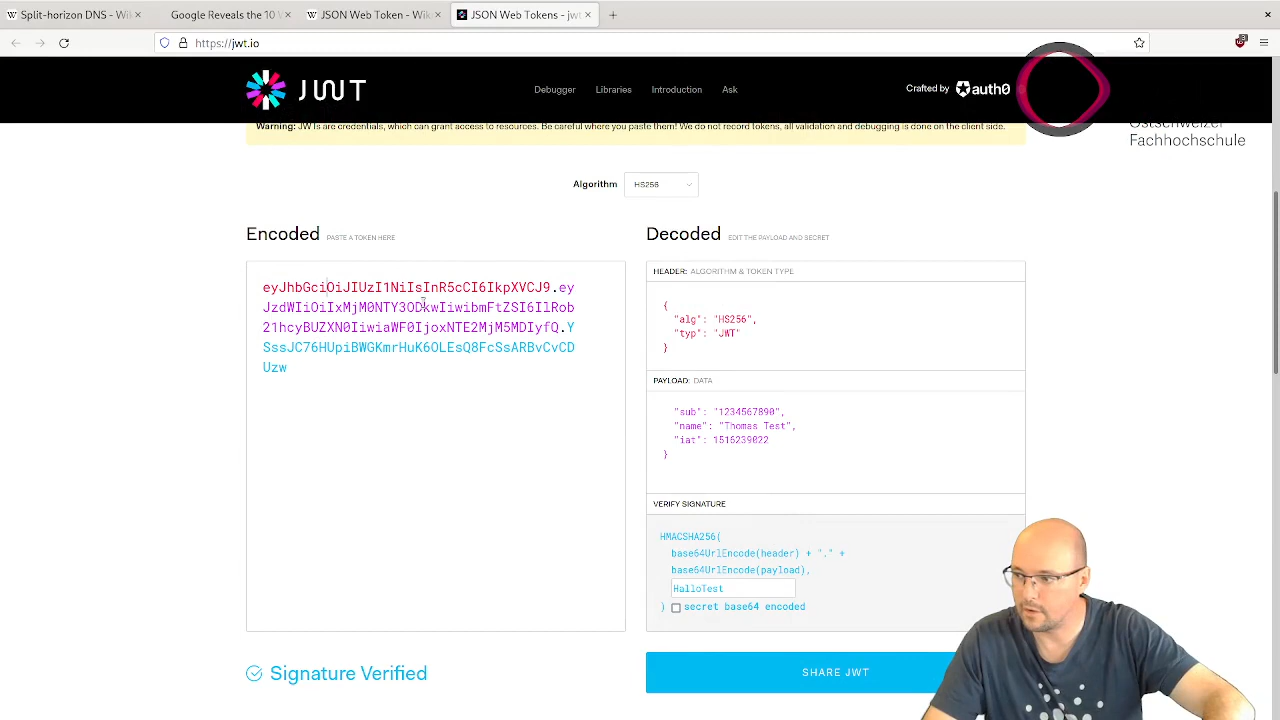 Split-horizon DNS - Wik
Google Reveals the 10 W
JSON Web Token - Wiki
JSON Web Tokens - jwt
https://jwt.io
JWT
Debugger
Libraries
Introduction
Ask
Crafted by auth0
Ostschweizer
Fachhochschule
Warning: JWTs are credentials, which can grant access to resources. Be careful where you paste them! We do not record tokens, all validation and debugging is done on the client side.
Algorithm HS256
Encoded PASTE A TOKEN HERE
eyJhbGciOiJIUzI1NiIsInR5cCI6IkpXVCJ9.ey
JzdWIiOiIxMjM0NTY3ODkwIiwibmFtZSI6IlRob
21hcyBUZXN0IiwiaWF0IjoxNTE2MjM5MDIyfQ.Y
SssJC76HUpiBWGKmrHuK6OLEsQ8FcSsARBvCvCD
Uzw
Signature Verified
Decoded EDIT THE PAYLOAD AND SECRET
HEADER: ALGORITHM & TOKEN TYPE
{
"alg": "HS256",
"typ": "JWT"
}
PAYLOAD: DATA
"sub": "1234567890",
"name": "Thomas Test",
"iat": 1516239022
}
VERIFY SIGNATURE
HMACSHA256(
base64UrlEncode(header) + "." +
base64UrlEncode(payload),
HalloTest
) secret base64 encoded
SHARE JWT